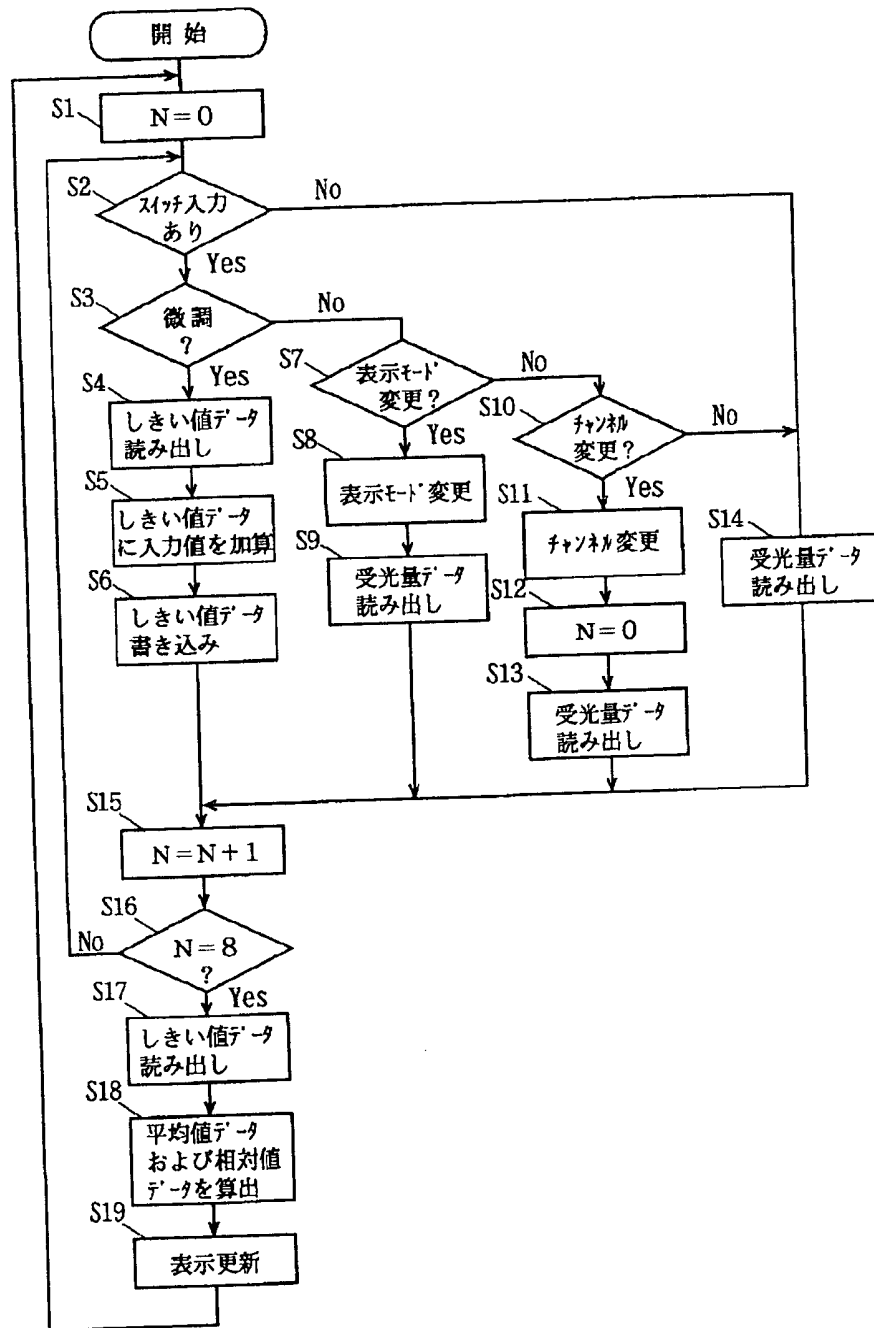 開始
S1
N=0
S2
ｽｲｯﾁ入力
あり
No
Yes
S3
微調
?
No
Yes
S4
しきい値ﾃﾞｰﾀ
読み出し
S5
しきい値ﾃﾞｰﾀ
に入力値を加算
S6
しきい値ﾃﾞｰﾀ
書き込み
S7
表示ﾓｰﾄﾞ
変更?
No
Yes
S8
表示ﾓｰﾄﾞ変更
S9
受光量ﾃﾞｰﾀ
読み出し
S10
ﾁｬﾝﾈﾙ
変更?
No
Yes
S11
ﾁｬﾝﾈﾙ変更
S12
N=0
S13
受光量ﾃﾞｰﾀ
読み出し
S14
受光量ﾃﾞｰﾀ
読み出し
S15
N=N+1
S16
N=8
?
No
Yes
S17
しきい値ﾃﾞｰﾀ
読み出し
S18
平均値ﾃﾞｰﾀ
および相対値
ﾃﾞｰﾀを算出
S19
表示更新